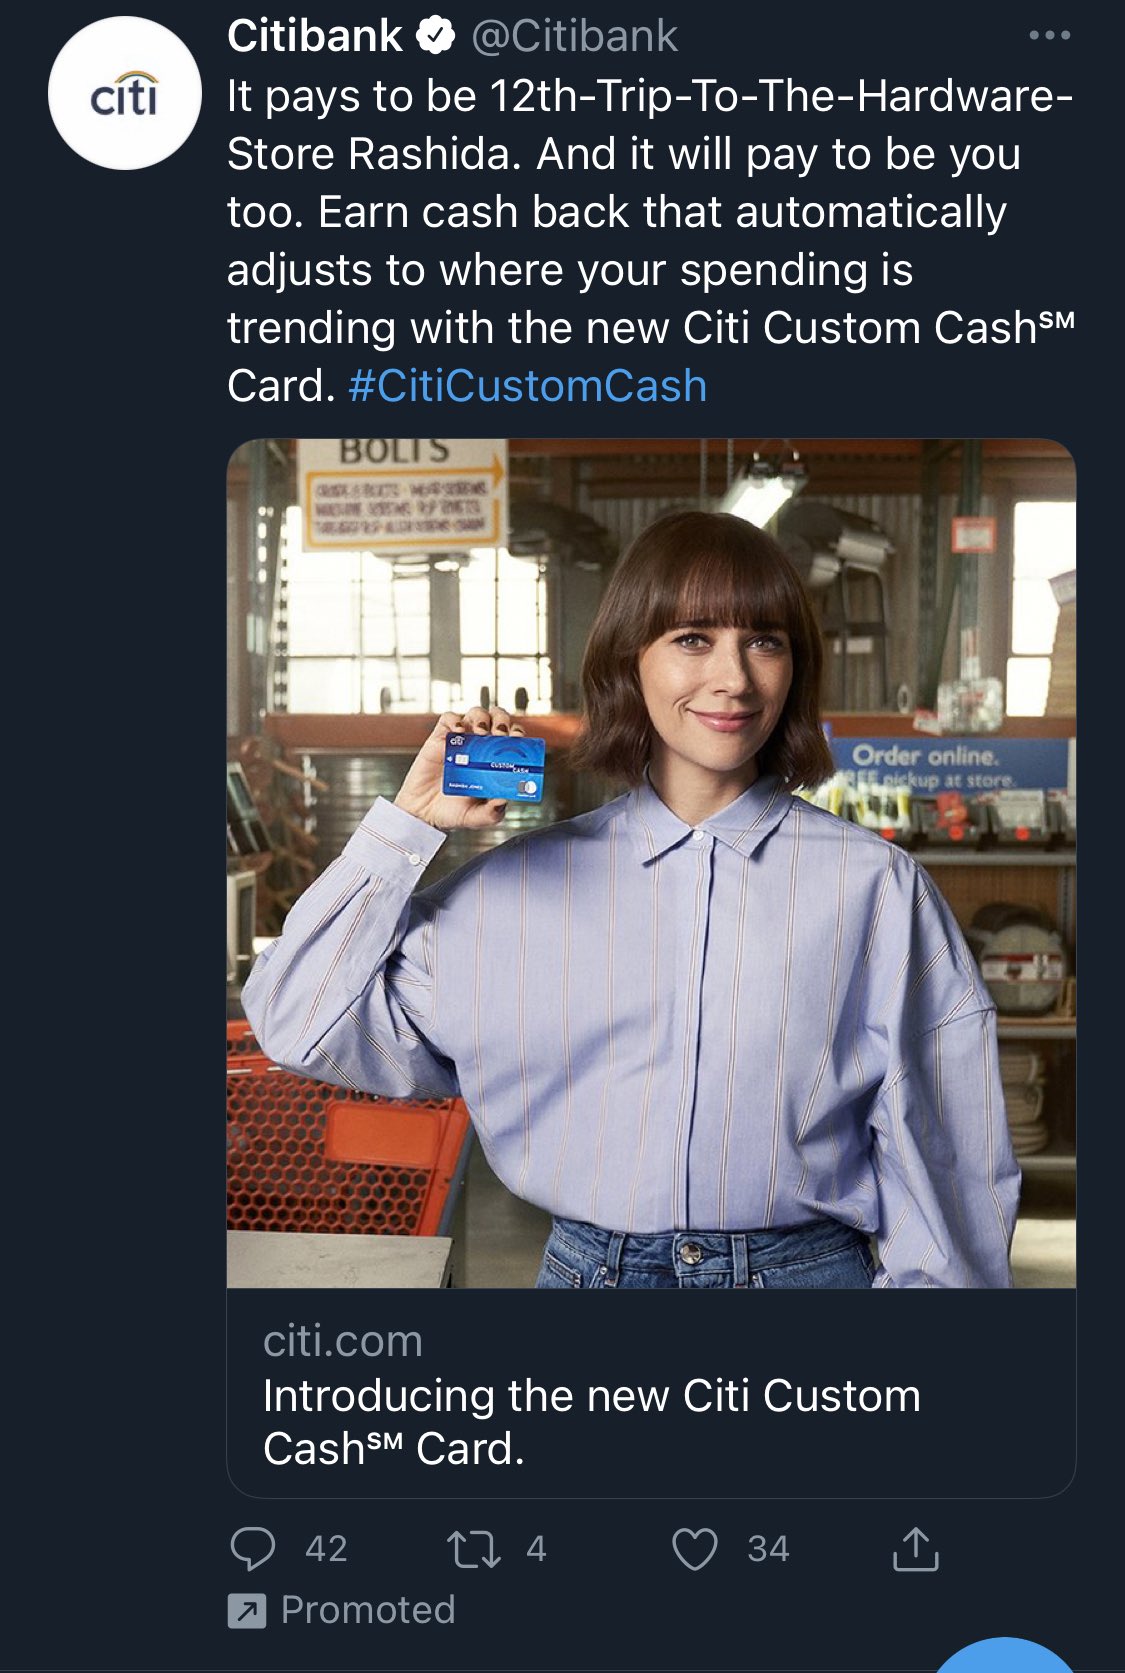 Citibank @Citibank
citi
It pays to be 12th-Trip-To-The-Hardware-
Store Rashida. And it will pay to be you
too. Earn cash back that automatically
adjusts to where your spending is
trending with the new Citi Custom Cash℠
Card. #CitiCustomCash
BOLTS
citi
CUSTOM
CASH
RASHIDA JONES
Order online.
FREE pickup at store.
citi.com
Introducing the new Citi Custom
Cash℠ Card.
42 4 34
Promoted